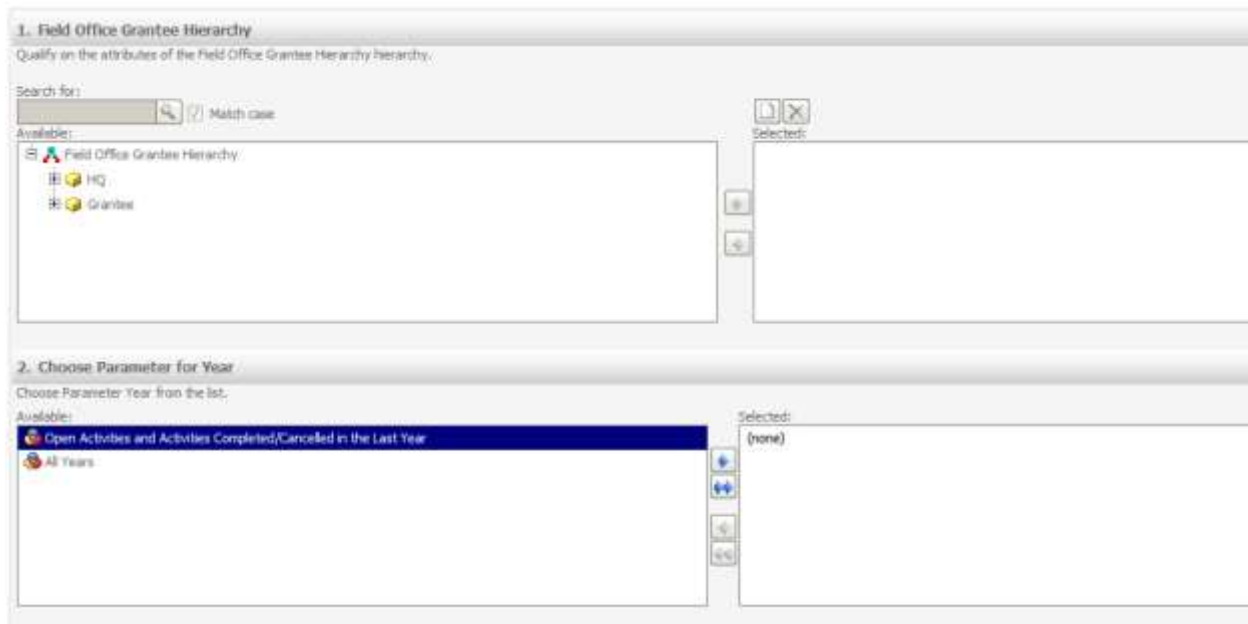 1. Field Office Grantee Hierarchy
Qualify on the attributes of the Field Office Grantee Hierarchy hierarchy.
Search for:
Match case
Available:
Selected:
Field Office Grantee Hierarchy
HQ
Grantee
2. Choose Parameter for Year
Choose Parameter Year from the list.
Available:
Selected:
Open Activities and Activities Completed/Cancelled in the Last Year
(none)
All Years